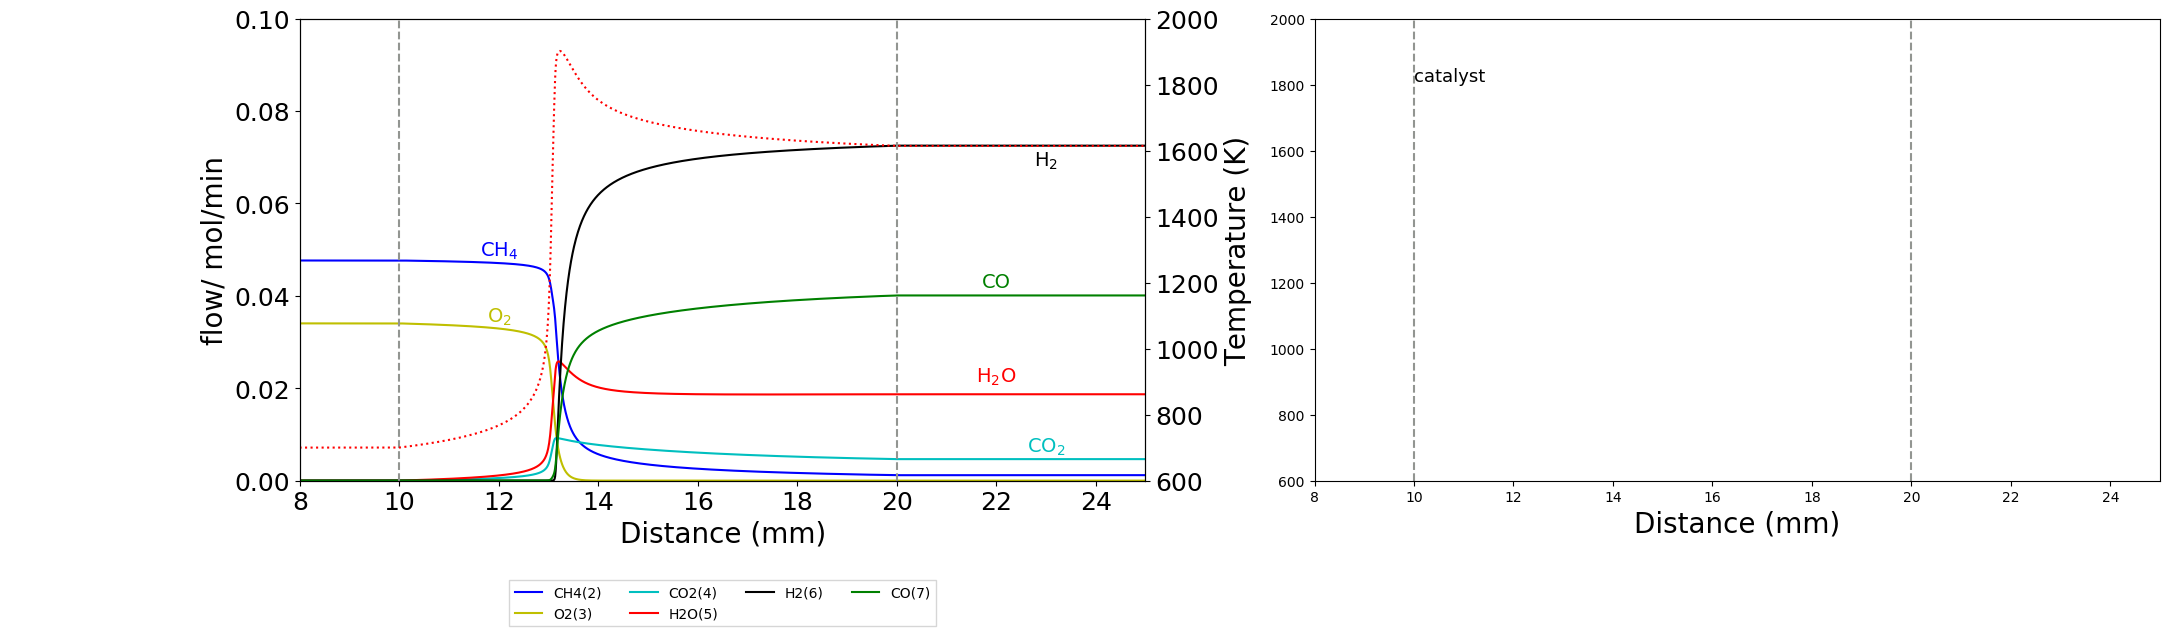 0.10
0.08
0.06
0.04
0.02
0.00
flow/ mol/min
8 10 12 14 16 18 20 22 24
Distance (mm)
CH₄
O₂
H₂
CO
H₂O
CO₂
2000
1800
1600
1400
1200
1000
800
600
Temperature (K)
CH4(2) CO2(4) H2(6) CO(7)
O2(3) H2O(5)
2000
1800
1600
1400
1200
1000
800
600
catalyst
8 10 12 14 16 18 20 22 24
Distance (mm)